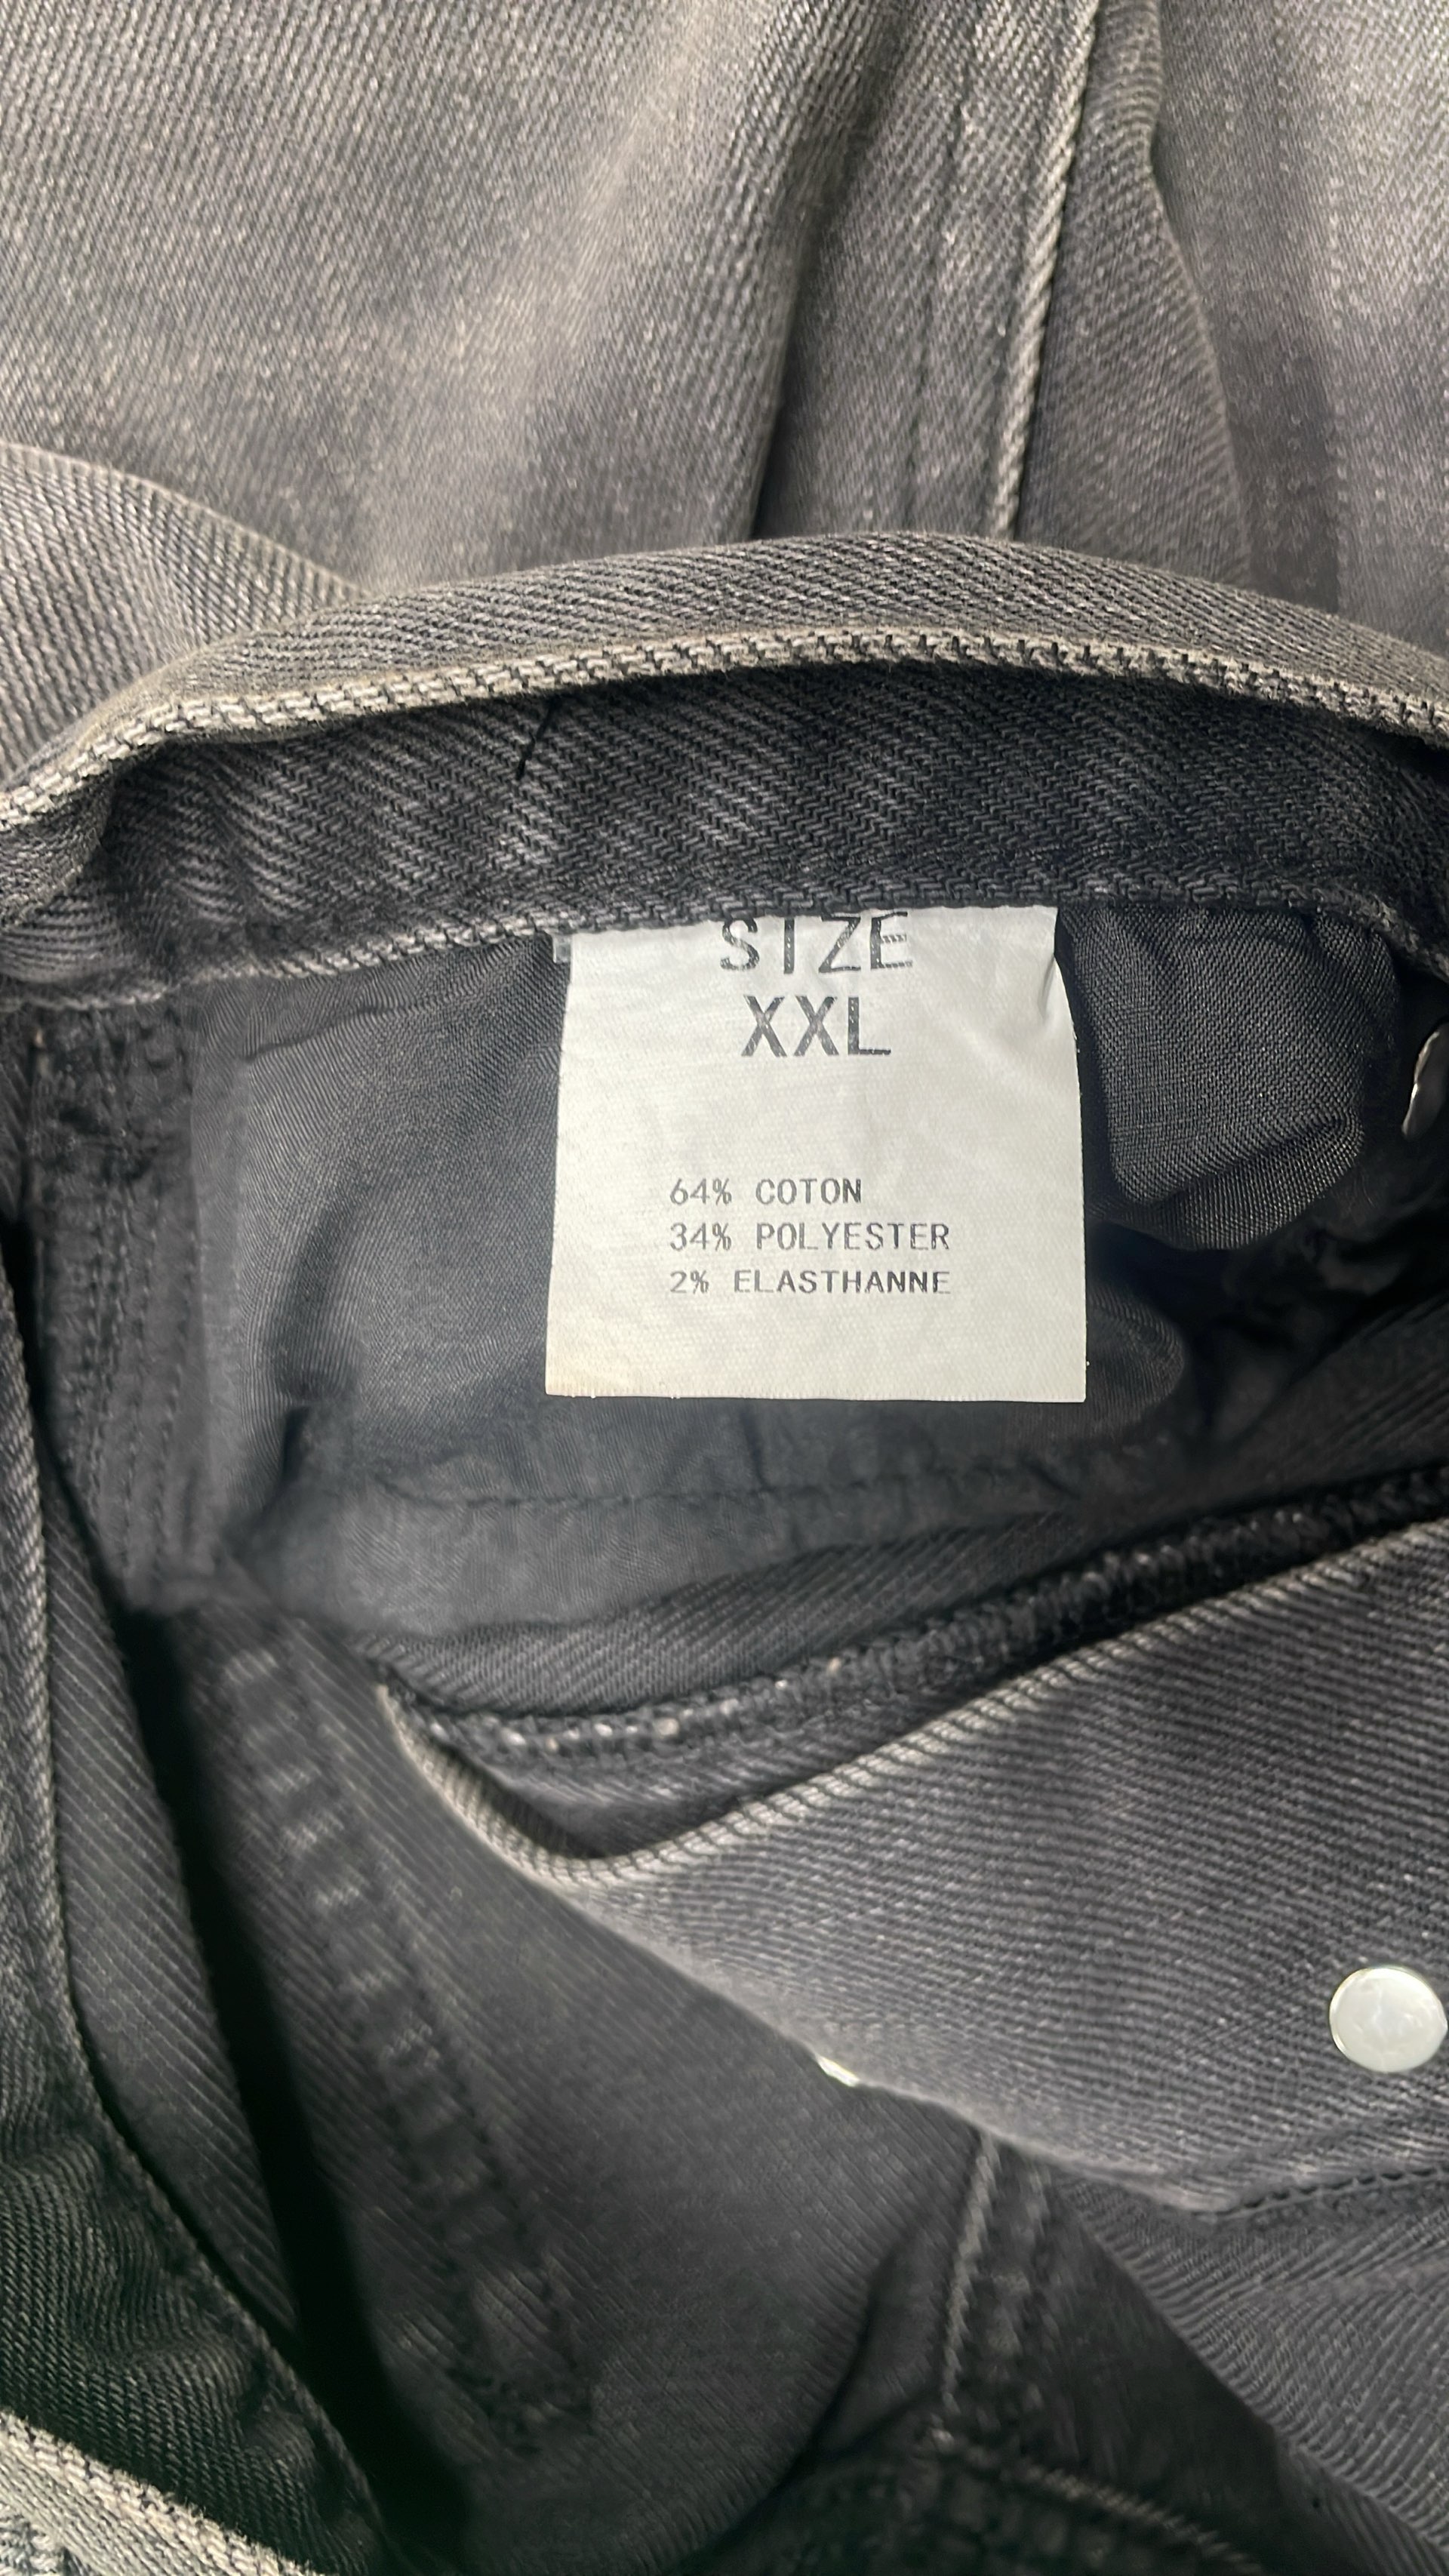 SIZE
XXL
64% COTON
34% POLYESTER
2% ELASTHANNE